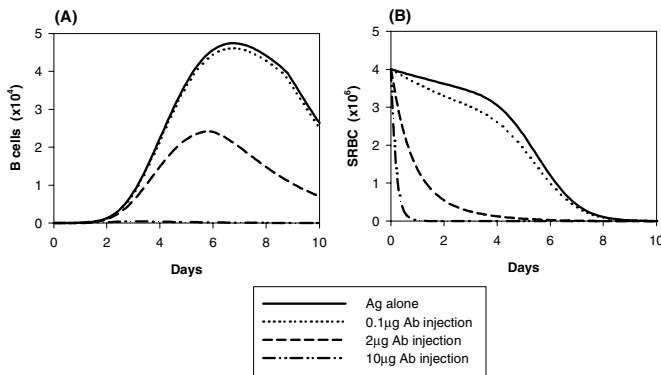 (A)
B cells (x10⁴)
5
4
3
2
1
0
0 2 4 6 8 10
Days
(B)
SRBC (x10⁶)
5
4
3
2
1
0
0 2 4 6 8 10
Days
Ag alone
0.1µg Ab injection
2µg Ab injection
10µg Ab injection